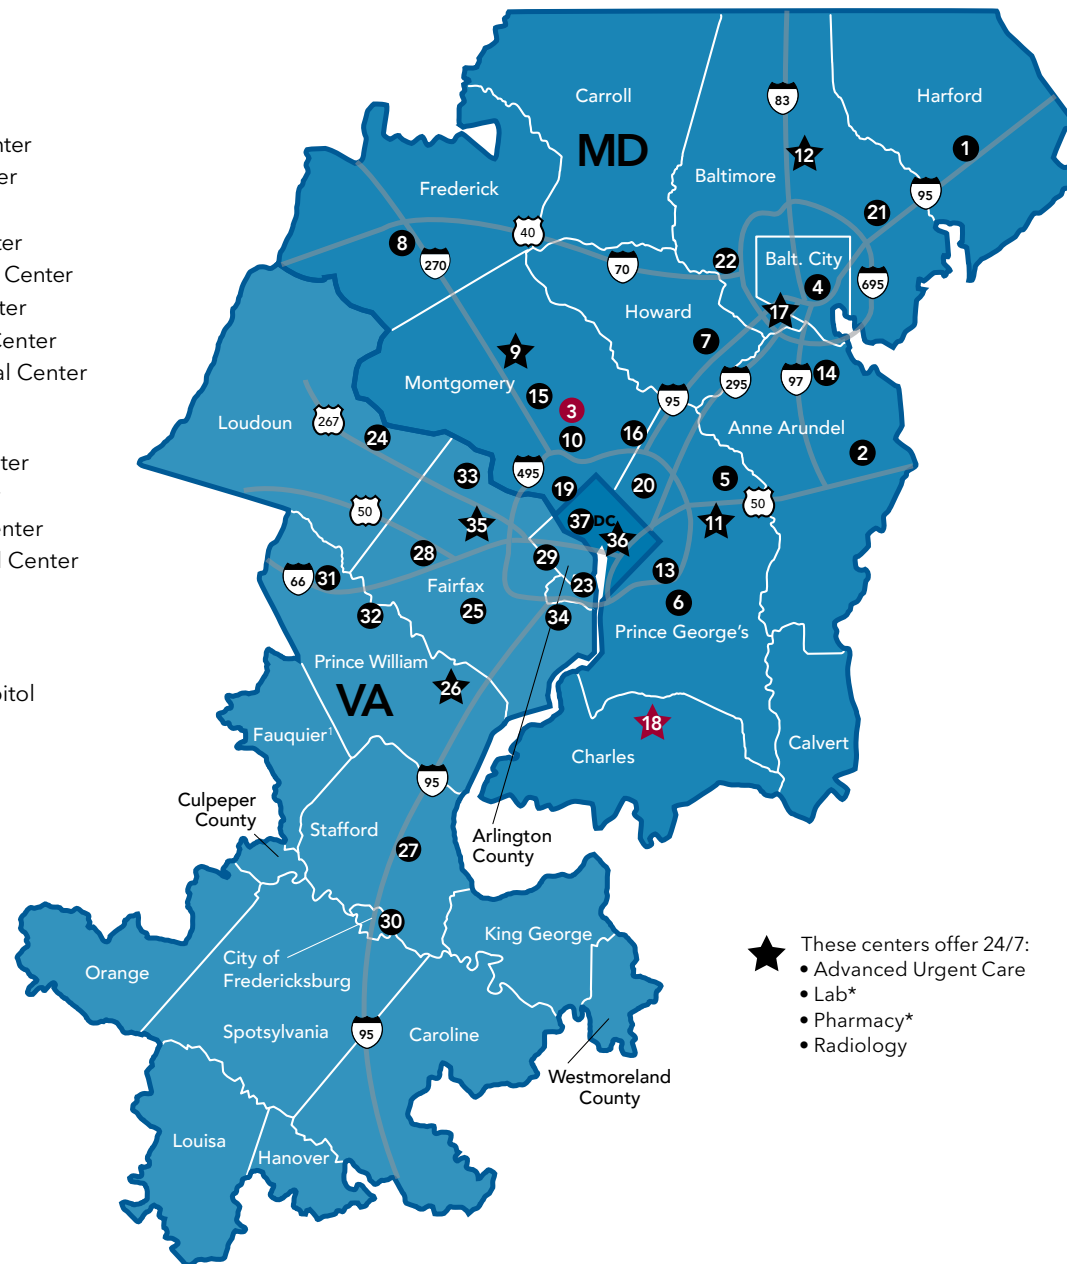 nter
er
ter
Center
ter
Center
al Center
ter
enter
l Center
pitol
Carroll
MD
Harford
83
12
1
Baltimore
Frederick
95
21
40
8
270
70
22
Balt. City
4
695
17
Howard
7
9
Montgomery
15
3
95
295
97
14
Loudoun
267
24
10
16
Anne Arundel
2
33
495
19
20
5
50
50
35
37
DC
36
11
28
29
66
31
Fairfax
23
13
32
25
34
6
Prince George's
Prince William
26
VA
18
Fauquier¹
Charles
Calvert
95
Culpeper
County
Stafford
27
Arlington
County
30
King George
City of
Fredericksburg
Orange
Spotsylvania
95
Caroline
Westmoreland
County
Louisa
Hanover
These centers offer 24/7:
• Advanced Urgent Care
• Lab*
• Pharmacy*
• Radiology